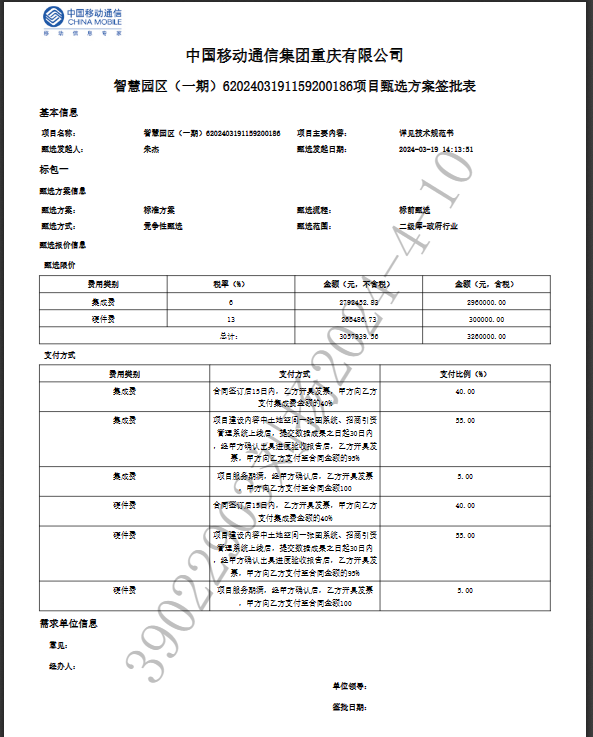 中国移动通信
CHINA MOBILE
移动信息专家
中国移动通信集团重庆有限公司
智慧园区（一期）6202403191159200186项目甄选方案签批表
基本信息
项目名称： 智慧园区（一期）6202403191159200186 项目主要内容： 详见技术规范书
甄选发起人： 朱杰 甄选发起日期： 2024-03-19 14:13:51
标包一
甄选方案信息
甄选方案： 标准方案 甄选流程： 标前甄选
甄选方式： 竞争性甄选 甄选范围： 二级库-政府行业
甄选报价信息
甄选限价
费用类别 税率（%） 金额（元，不含税） 金额（元，含税）
集成费 6 2792452.83 2960000.00
硬件费 13 265486.73 300000.00
总计： 3057939.56 3260000.00
支付方式
费用类别 支付方式 支付比例（%）
集成费 合同签订后15日内，乙方开具发票，甲方向乙方 40.00
支付集成费金额的40%
集成费 项目建设内容中土地空间一张图系统、招商引资 55.00
管理系统上线后，提交数据成果之日起30日内
，经甲方确认出具进度验收报告后，乙方开具发
票，甲方向乙方支付至合同金额的95%
集成费 项目服务期满，经甲方确认后，乙方开具发票 5.00
，甲方向乙方支付至合同金额100
硬件费 合同签订后15日内，乙方开具发票，甲方向乙方 40.00
支付集成费金额的40%
硬件费 项目建设内容中土地空间一张图系统、招商引资 55.00
管理系统上线后，提交数据成果之日起30日内
，经甲方确认出具进度验收报告后，乙方开具发
票，甲方向乙方支付至合同金额的95%
硬件费 项目服务期满，经甲方确认后，乙方开具发票 5.00
，甲方向乙方支付至合同金额100
需求单位信息
意见：
经办人：
单位领导：
签批日期：
2024-4-10